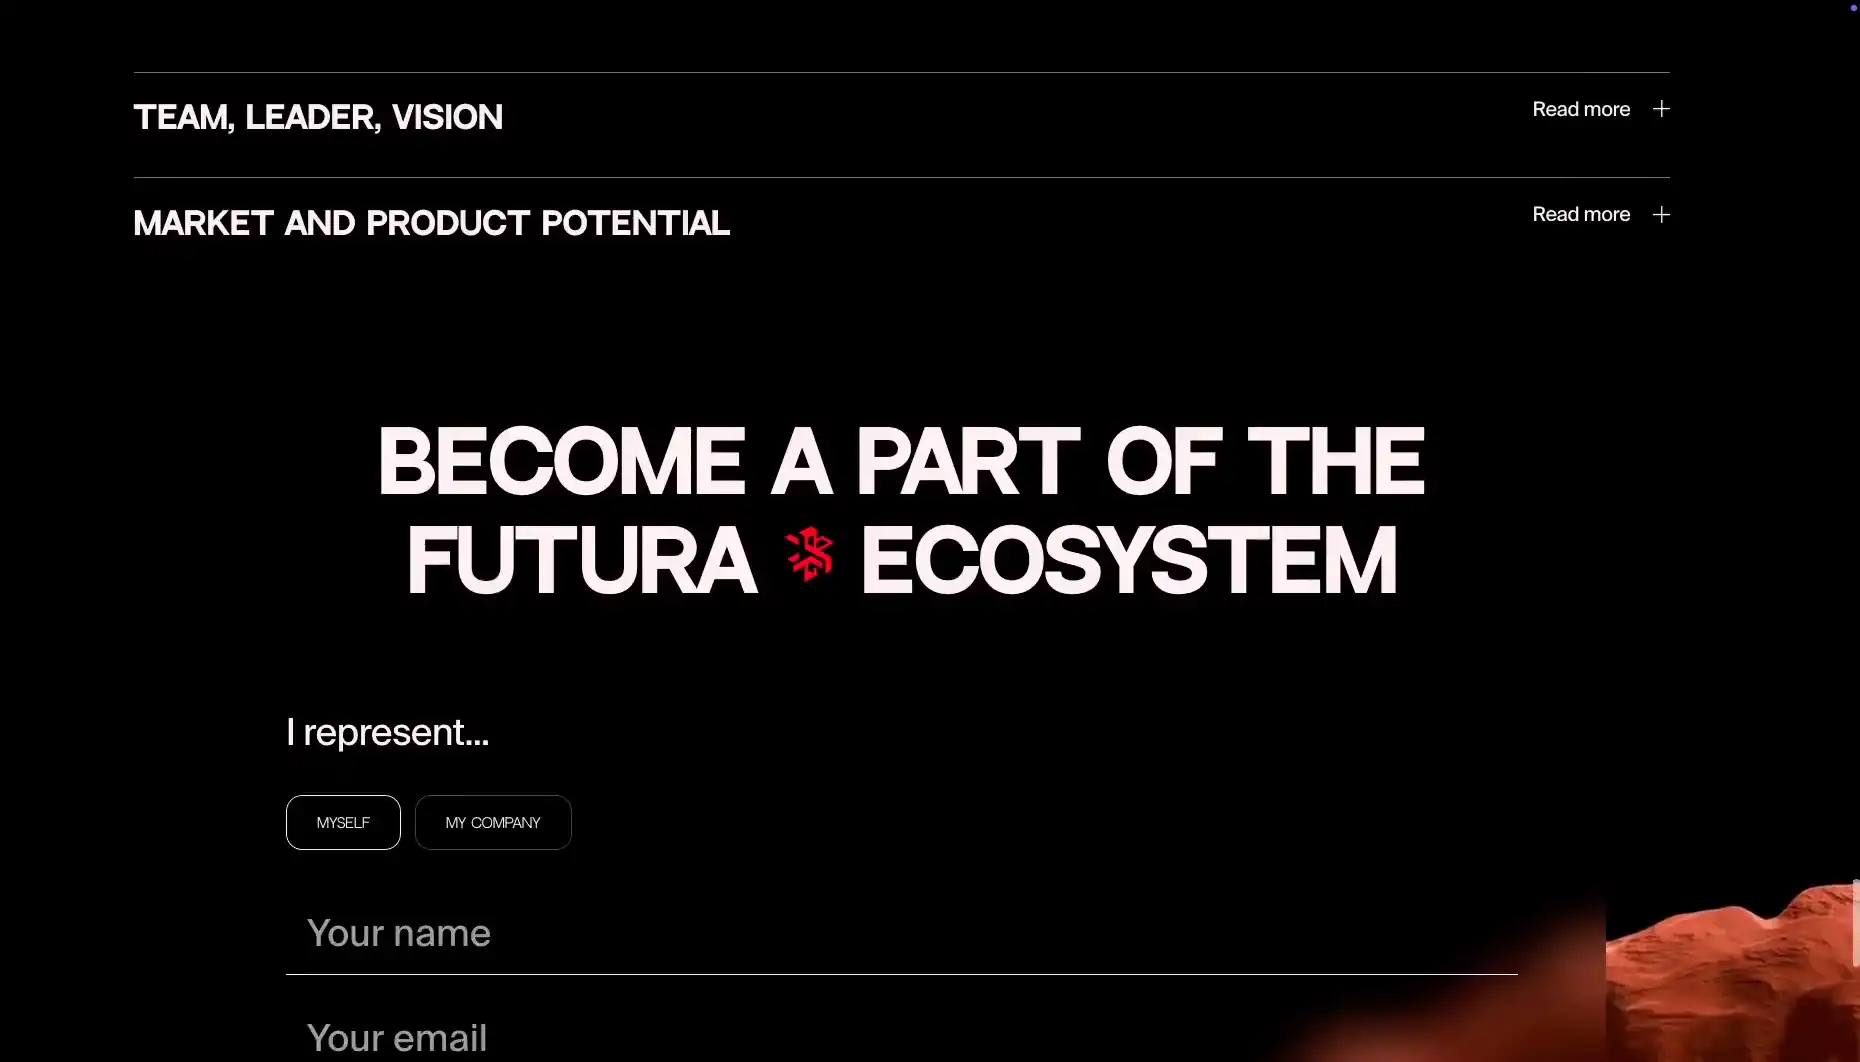 TEAM, LEADER, VISION
Read more
MARKET AND PRODUCT POTENTIAL
Read more
BECOME A PART OF THE
FUTURA ECOSYSTEM
I represent...
MYSELF
MY COMPANY
Your name
Your email